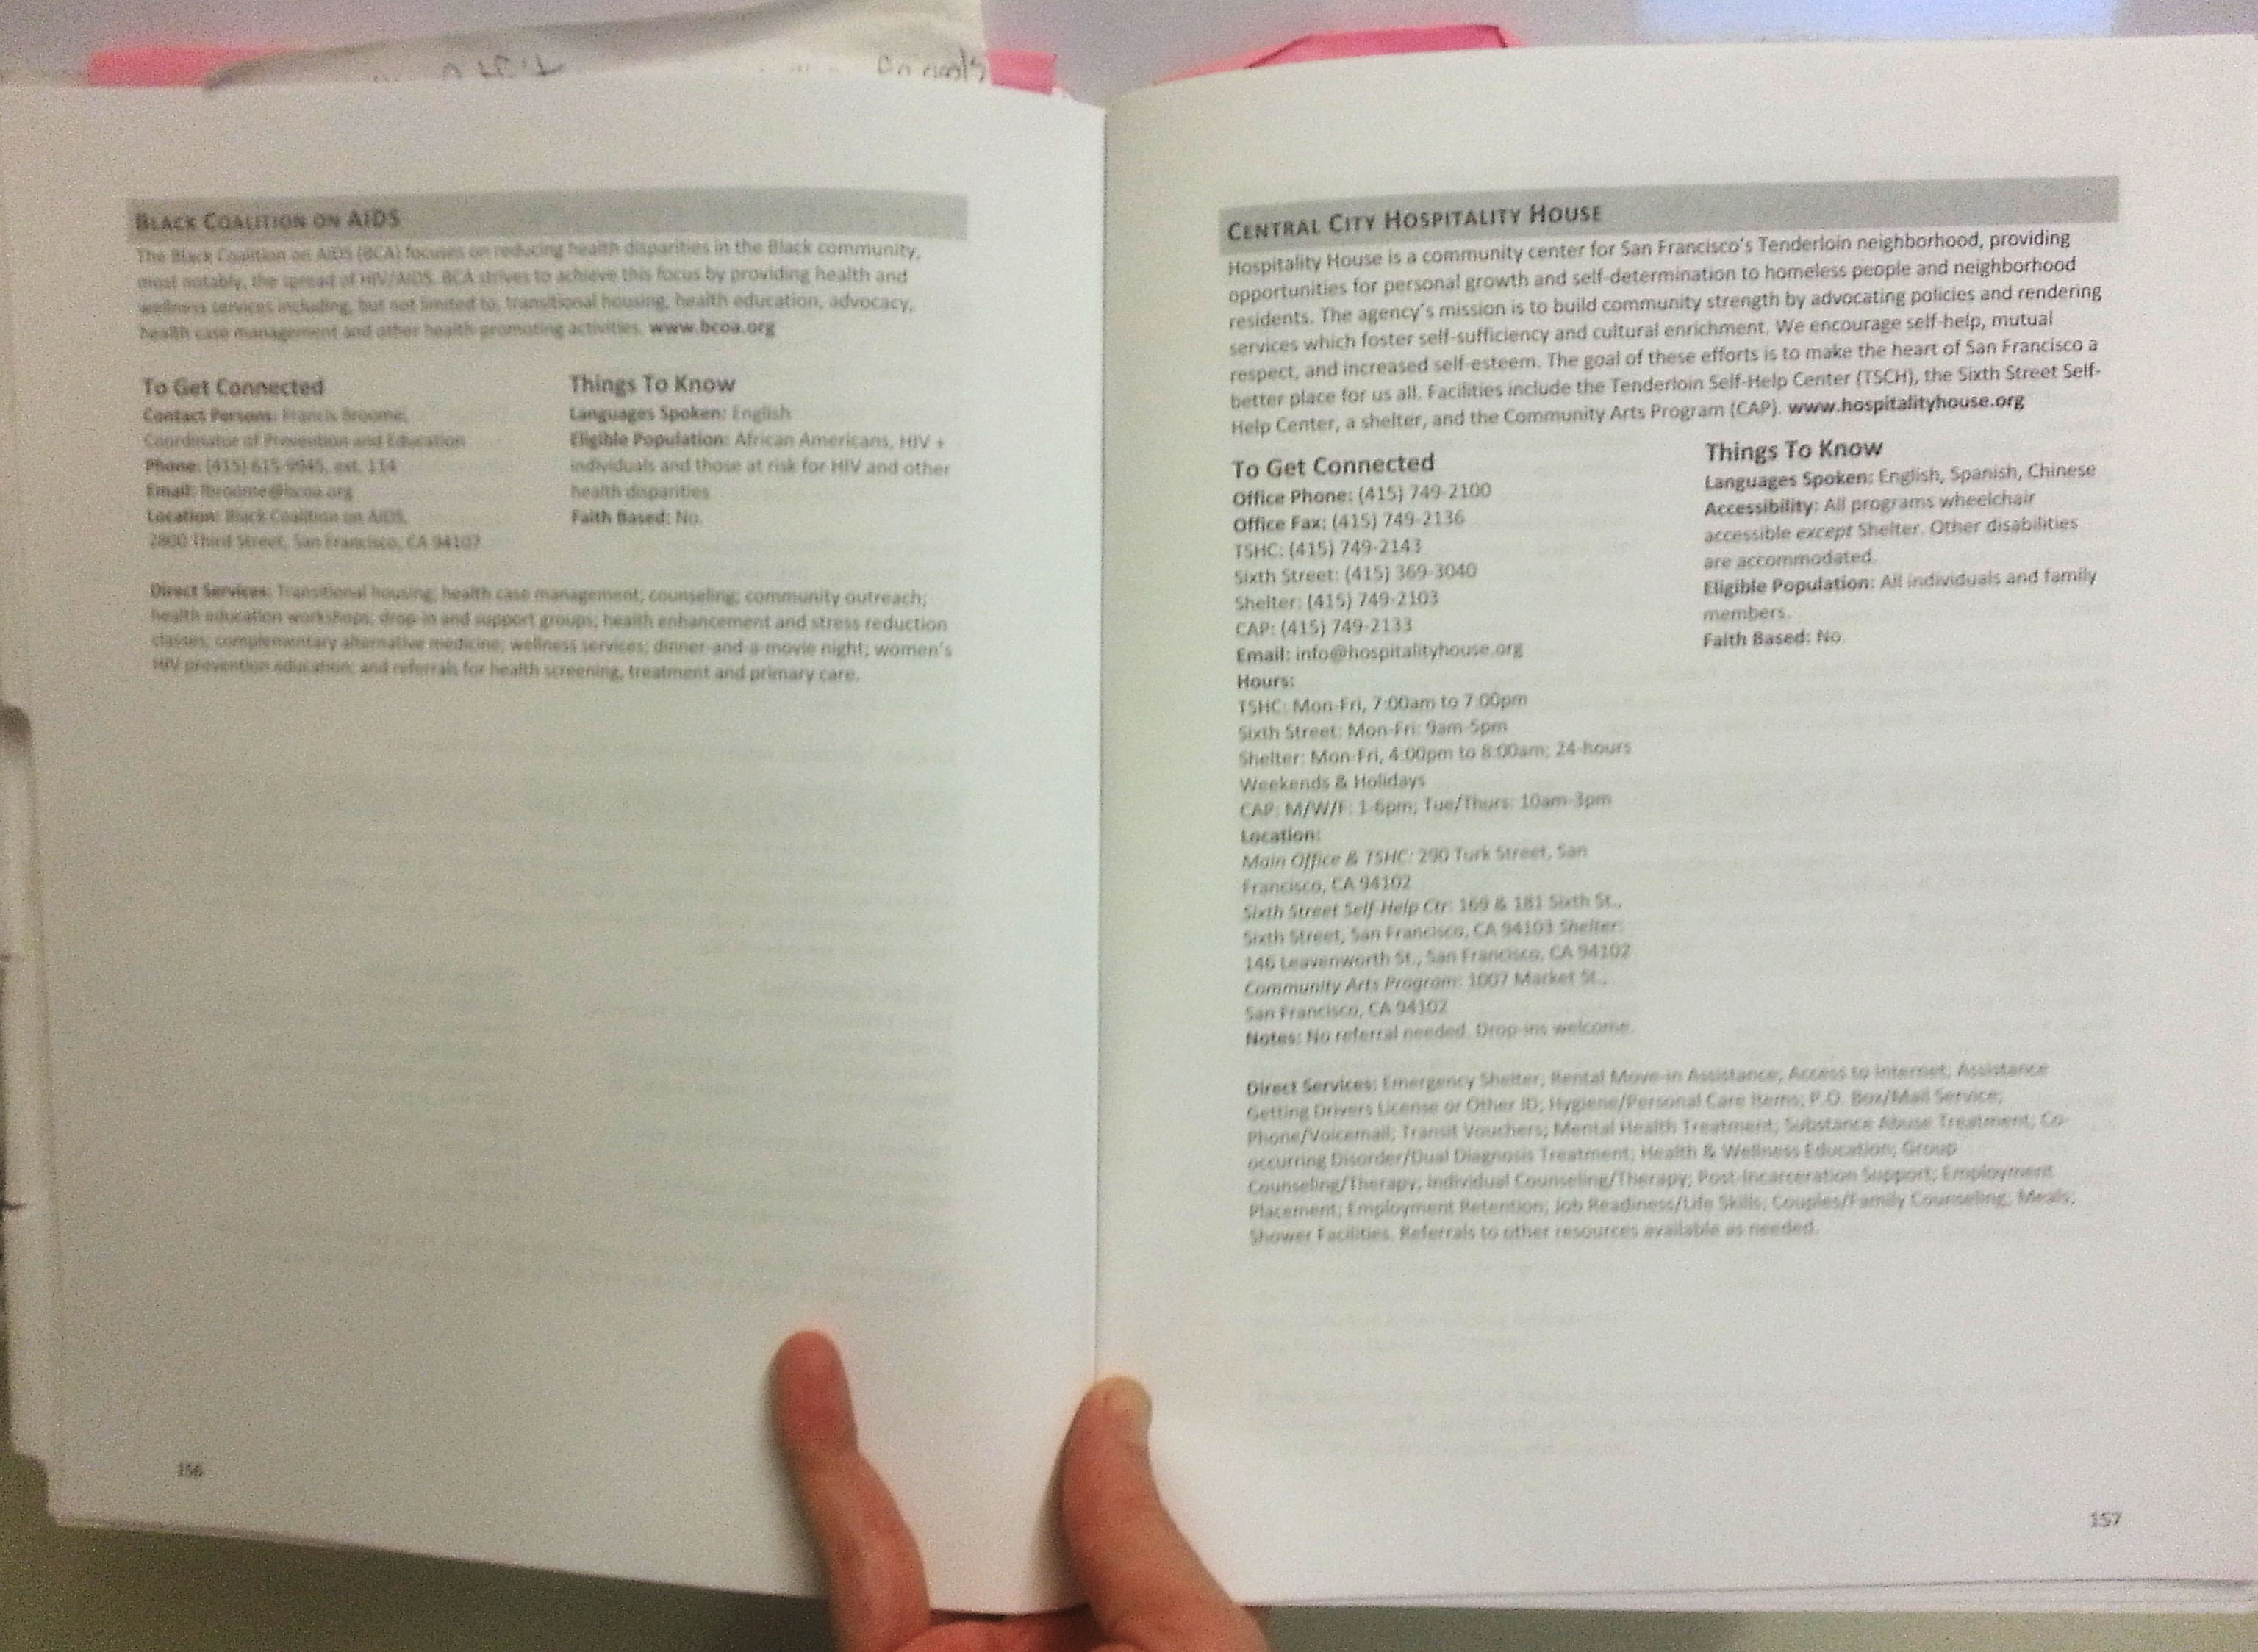 BLACK COALITION ON AIDS
The Black Coalition on AIDS (BCA) focuses on reducing health disparities in the Black community,
most notably, the spread of HIV/AIDS. BCA strives to achieve this focus by providing health and
wellness services including, but not limited to, transitional housing, health education, advocacy,
health case management and other health-promoting activities. www.bcoa.org
To Get Connected
Contact Persons: Francis Broome,
Coordinator of Prevention and Education
Phone: (415) 615-9945, ext. 114
Email: fbroome@bcoa.org
Location: Black Coalition on AIDS,
2800 Third Street, San Francisco, CA 94107
Things To Know
Languages Spoken: English
Eligible Population: African Americans, HIV +
individuals and those at risk for HIV and other
health disparities
Faith Based: No.
Direct Services: Transitional housing; health case management; counseling; community outreach;
health education workshops; drop-in and support groups; health enhancement and stress reduction
classes; complementary alternative medicine; wellness services; dinner-and-a-movie night; women's
HIV prevention education; and referrals for health screening, treatment and primary care.
156
CENTRAL CITY HOSPITALITY HOUSE
Hospitality House is a community center for San Francisco's Tenderloin neighborhood, providing
opportunities for personal growth and self-determination to homeless people and neighborhood
residents. The agency's mission is to build community strength by advocating policies and rendering
services which foster self-sufficiency and cultural enrichment. We encourage self-help, mutual
respect, and increased self-esteem. The goal of these efforts is to make the heart of San Francisco a
better place for us all. Facilities include the Tenderloin Self-Help Center (TSCH), the Sixth Street Self-
Help Center, a shelter, and the Community Arts Program (CAP). www.hospitalityhouse.org
To Get Connected
Office Phone: (415) 749-2100
Office Fax: (415) 749-2136
TSHC: (415) 749-2143
Sixth Street: (415) 369-3040
Shelter: (415) 749-2103
CAP: (415) 749-2133
Email: info@hospitalityhouse.org
Hours:
TSHC: Mon-Fri, 7:00am to 7:00pm
Sixth Street: Mon-Fri: 9am-5pm
Shelter: Mon-Fri, 4:00pm to 8:00am; 24-hours
Weekends & Holidays
CAP: M/W/F: 1-6pm; Tue/Thurs: 10am-3pm
Location:
Main Office & TSHC: 290 Turk Street, San
Francisco, CA 94102
Sixth Street Self-Help Ctr: 169 & 181 Sixth St.,
Sixth Street, San Francisco, CA 94103 Shelter:
146 Leavenworth St., San Francisco, CA 94102
Community Arts Program: 1007 Market St.,
San Francisco, CA 94102
Notes: No referral needed. Drop-ins welcome.
Things To Know
Languages Spoken: English, Spanish, Chinese
Accessibility: All programs wheelchair
accessible except Shelter. Other disabilities
are accommodated.
Eligible Population: All individuals and family
members.
Faith Based: No.
Direct Services: Emergency Shelter; Rental Move-in Assistance; Access to Internet; Assistance
Getting Drivers License or Other ID; Hygiene/Personal Care Items; P.O. Box/Mail Service;
Phone/Voicemail; Transit Vouchers; Mental Health Treatment; Substance Abuse Treatment; Co-
occurring Disorder/Dual Diagnosis Treatment; Health & Wellness Education; Group
Counseling/Therapy, Individual Counseling/Therapy; Post-Incarceration Support; Employment
Placement; Employment Retention; Job Readiness/Life Skills; Couples/Family Counseling; Meals;
Shower Facilities. Referrals to other resources available as needed.
157